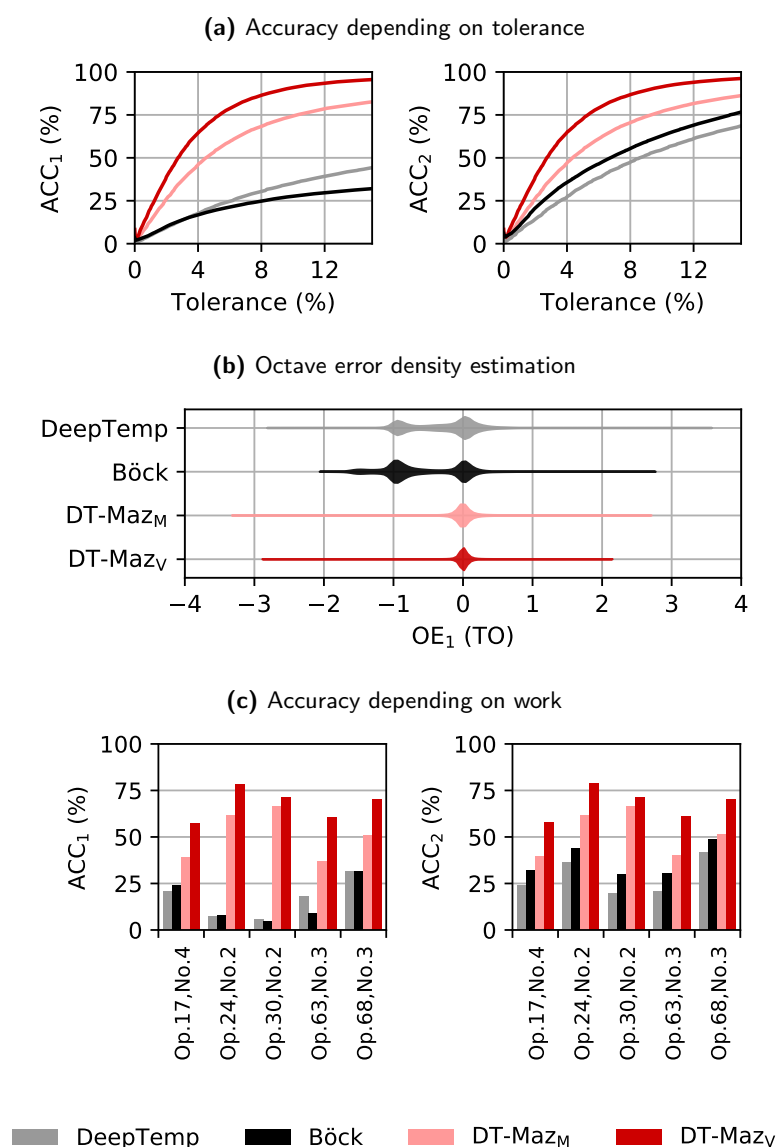 (a) Accuracy depending on tolerance
100
75
50
25
0
ACC1 (%)
0 4 8 12
Tolerance (%)
100
75
50
25
0
ACC2 (%)
0 4 8 12
Tolerance (%)
(b) Octave error density estimation
DeepTemp
Böck
DT-MazM
DT-MazV
−4 −3 −2 −1 0 1 2 3 4
OE1 (TO)
(c) Accuracy depending on work
100
75
50
25
0
ACC1 (%)
Op.17,No.4
Op.24,No.2
Op.30,No.2
Op.63,No.3
Op.68,No.3
100
75
50
25
0
ACC2 (%)
Op.17,No.4
Op.24,No.2
Op.30,No.2
Op.63,No.3
Op.68,No.3
DeepTemp Böck DT-MazM DT-MazV